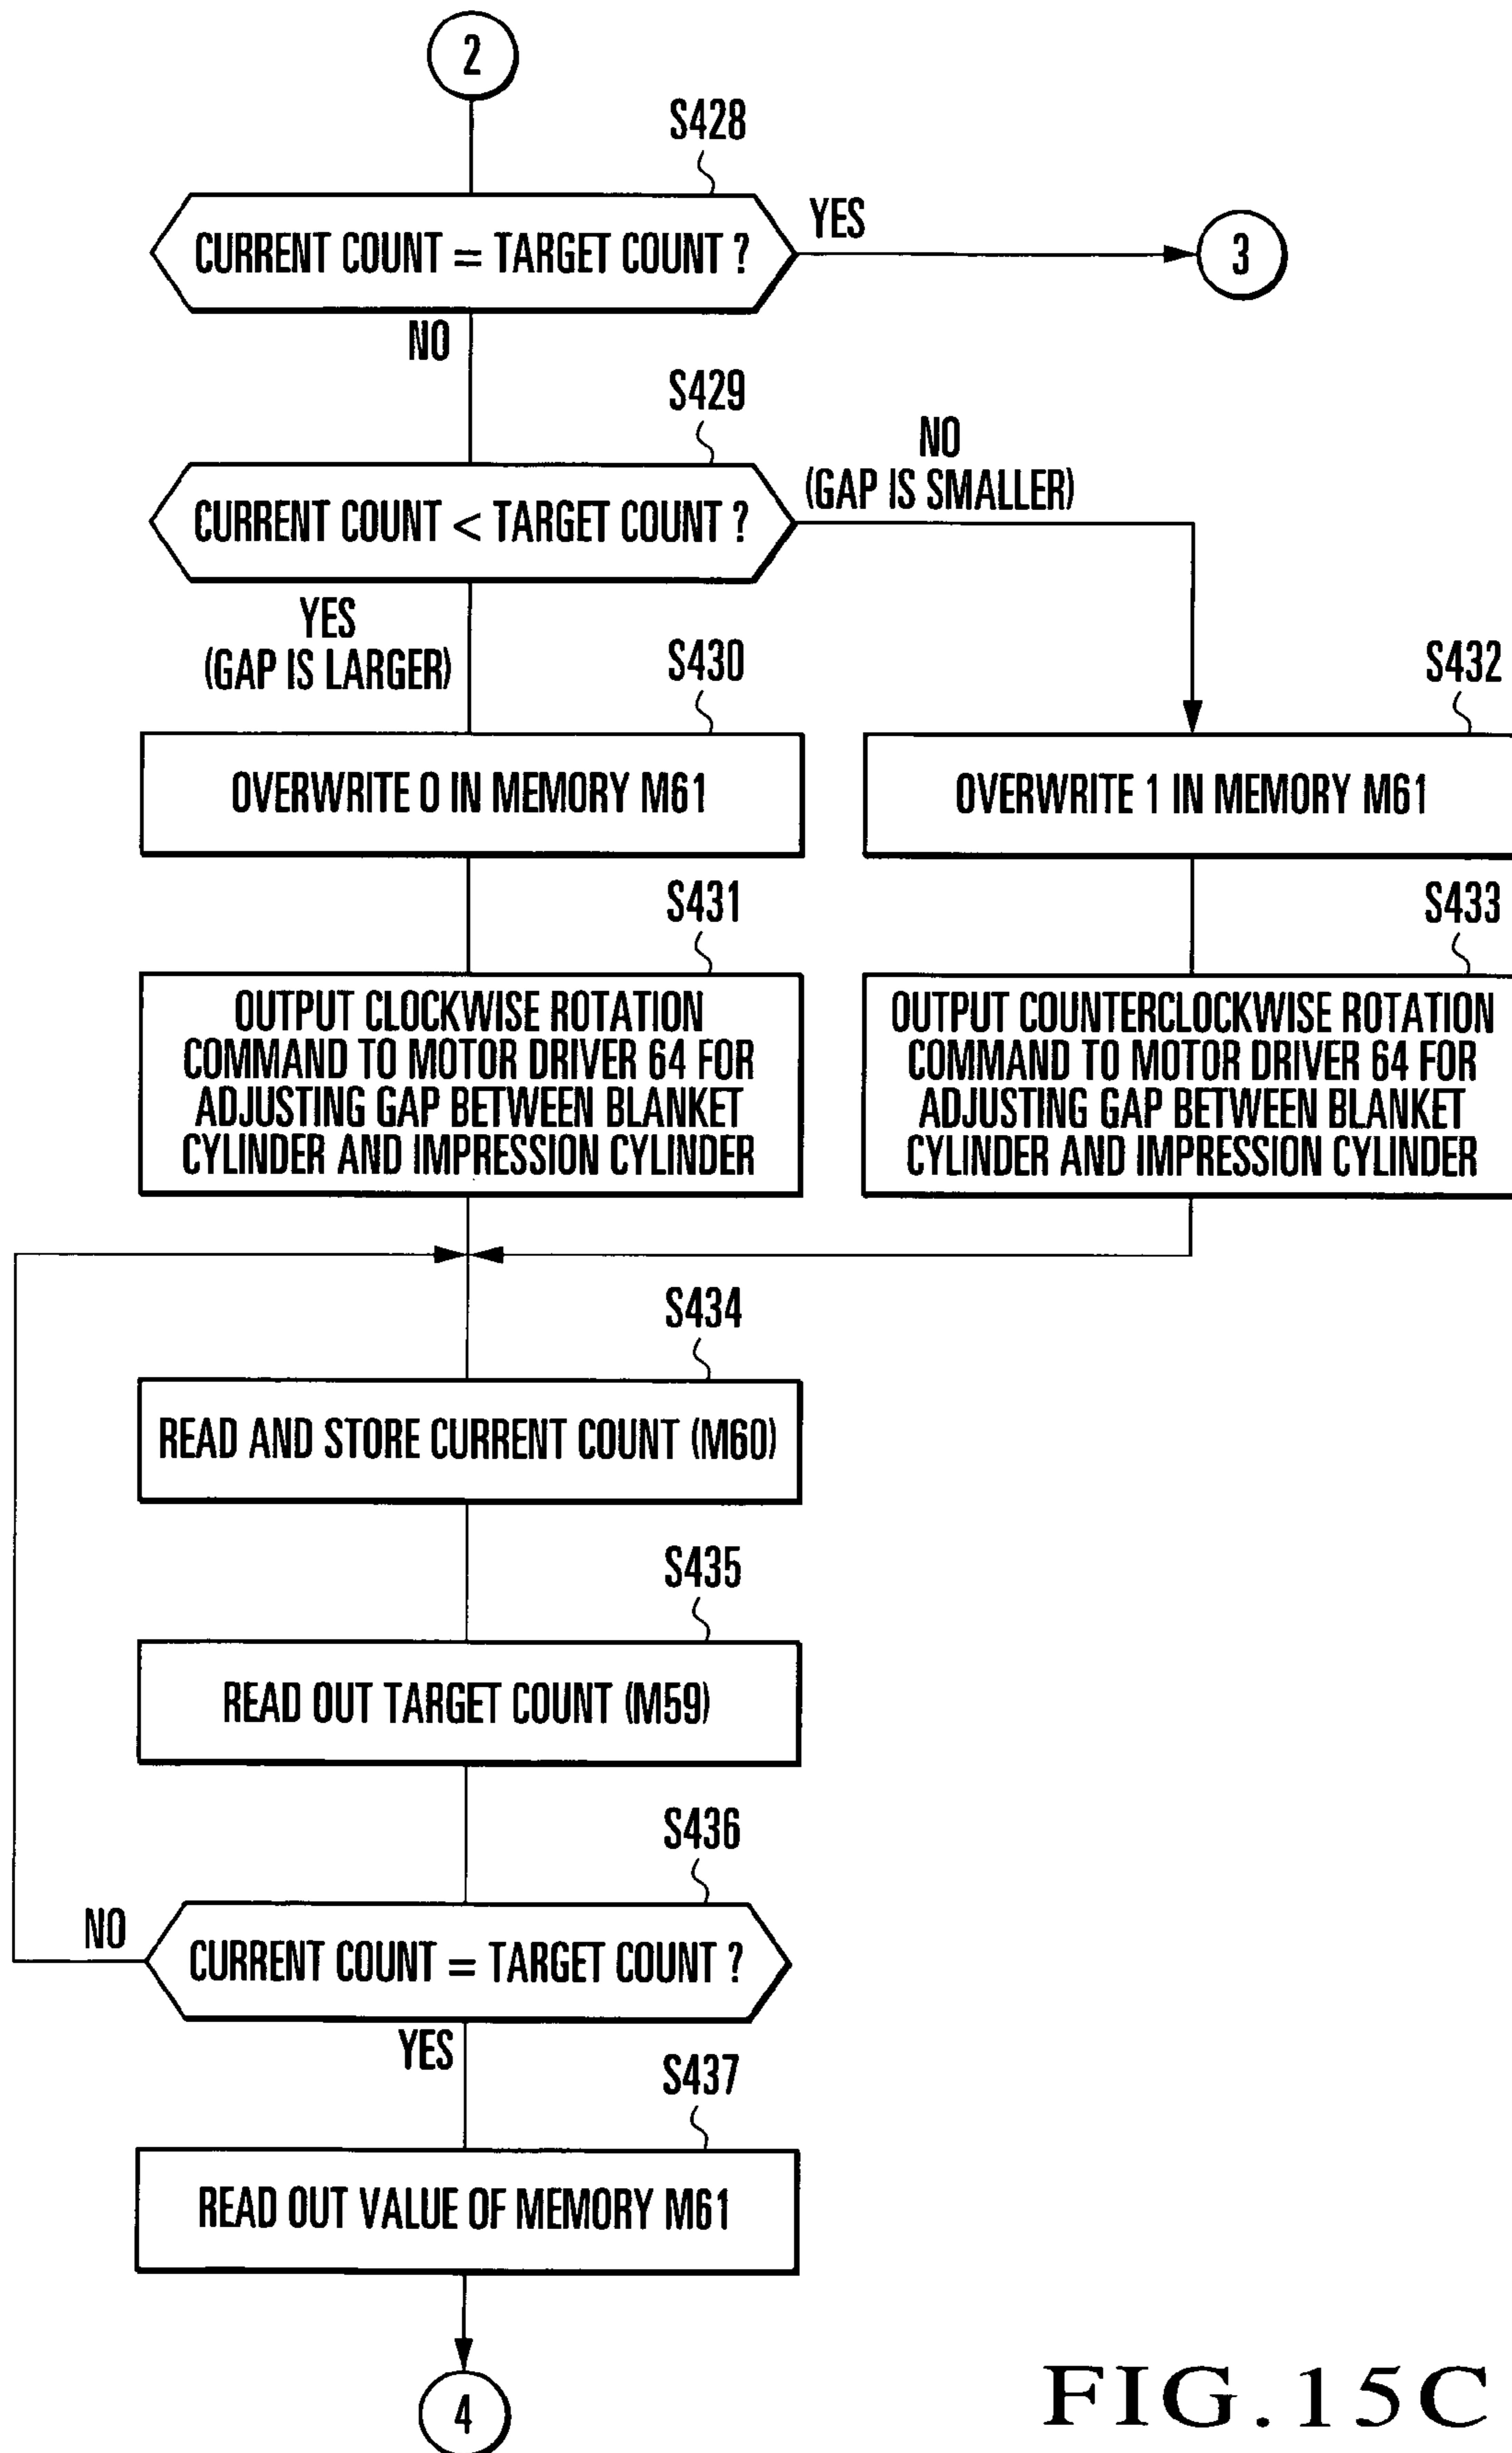 2
S428
CURRENT COUNT = TARGET COUNT ?
YES
3
NO
S429
CURRENT COUNT < TARGET COUNT ?
NO
(GAP IS SMALLER)
YES
(GAP IS LARGER)
S430
OVERWRITE 0 IN MEMORY M61
S432
OVERWRITE 1 IN MEMORY M61
S431
OUTPUT CLOCKWISE ROTATION
COMMAND TO MOTOR DRIVER 64 FOR
ADJUSTING GAP BETWEEN BLANKET
CYLINDER AND IMPRESSION CYLINDER
S433
OUTPUT COUNTERCLOCKWISE ROTATION
COMMAND TO MOTOR DRIVER 64 FOR
ADJUSTING GAP BETWEEN BLANKET
CYLINDER AND IMPRESSION CYLINDER
S434
READ AND STORE CURRENT COUNT (M60)
S435
READ OUT TARGET COUNT (M59)
S436
CURRENT COUNT = TARGET COUNT ?
NO
YES
S437
READ OUT VALUE OF MEMORY M61
4
FIG.15C